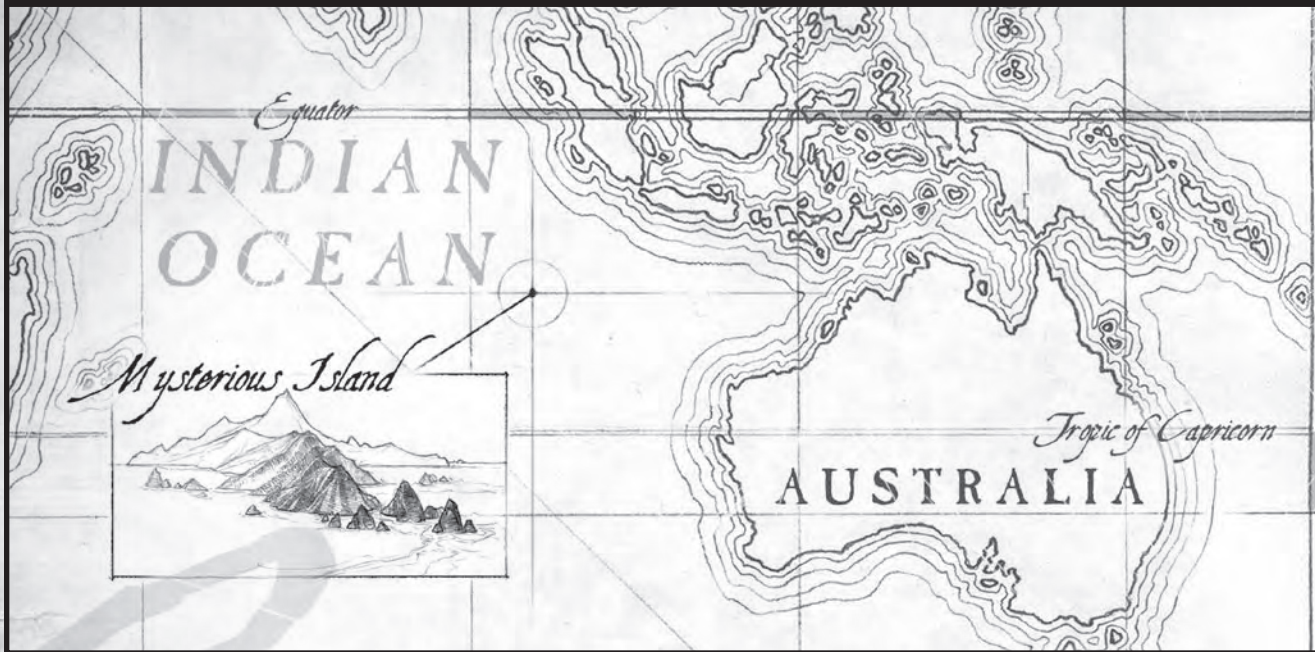 Equator
INDIAN
OCEAN
Mysterious Island
Tropic of Capricorn
AUSTRALIA